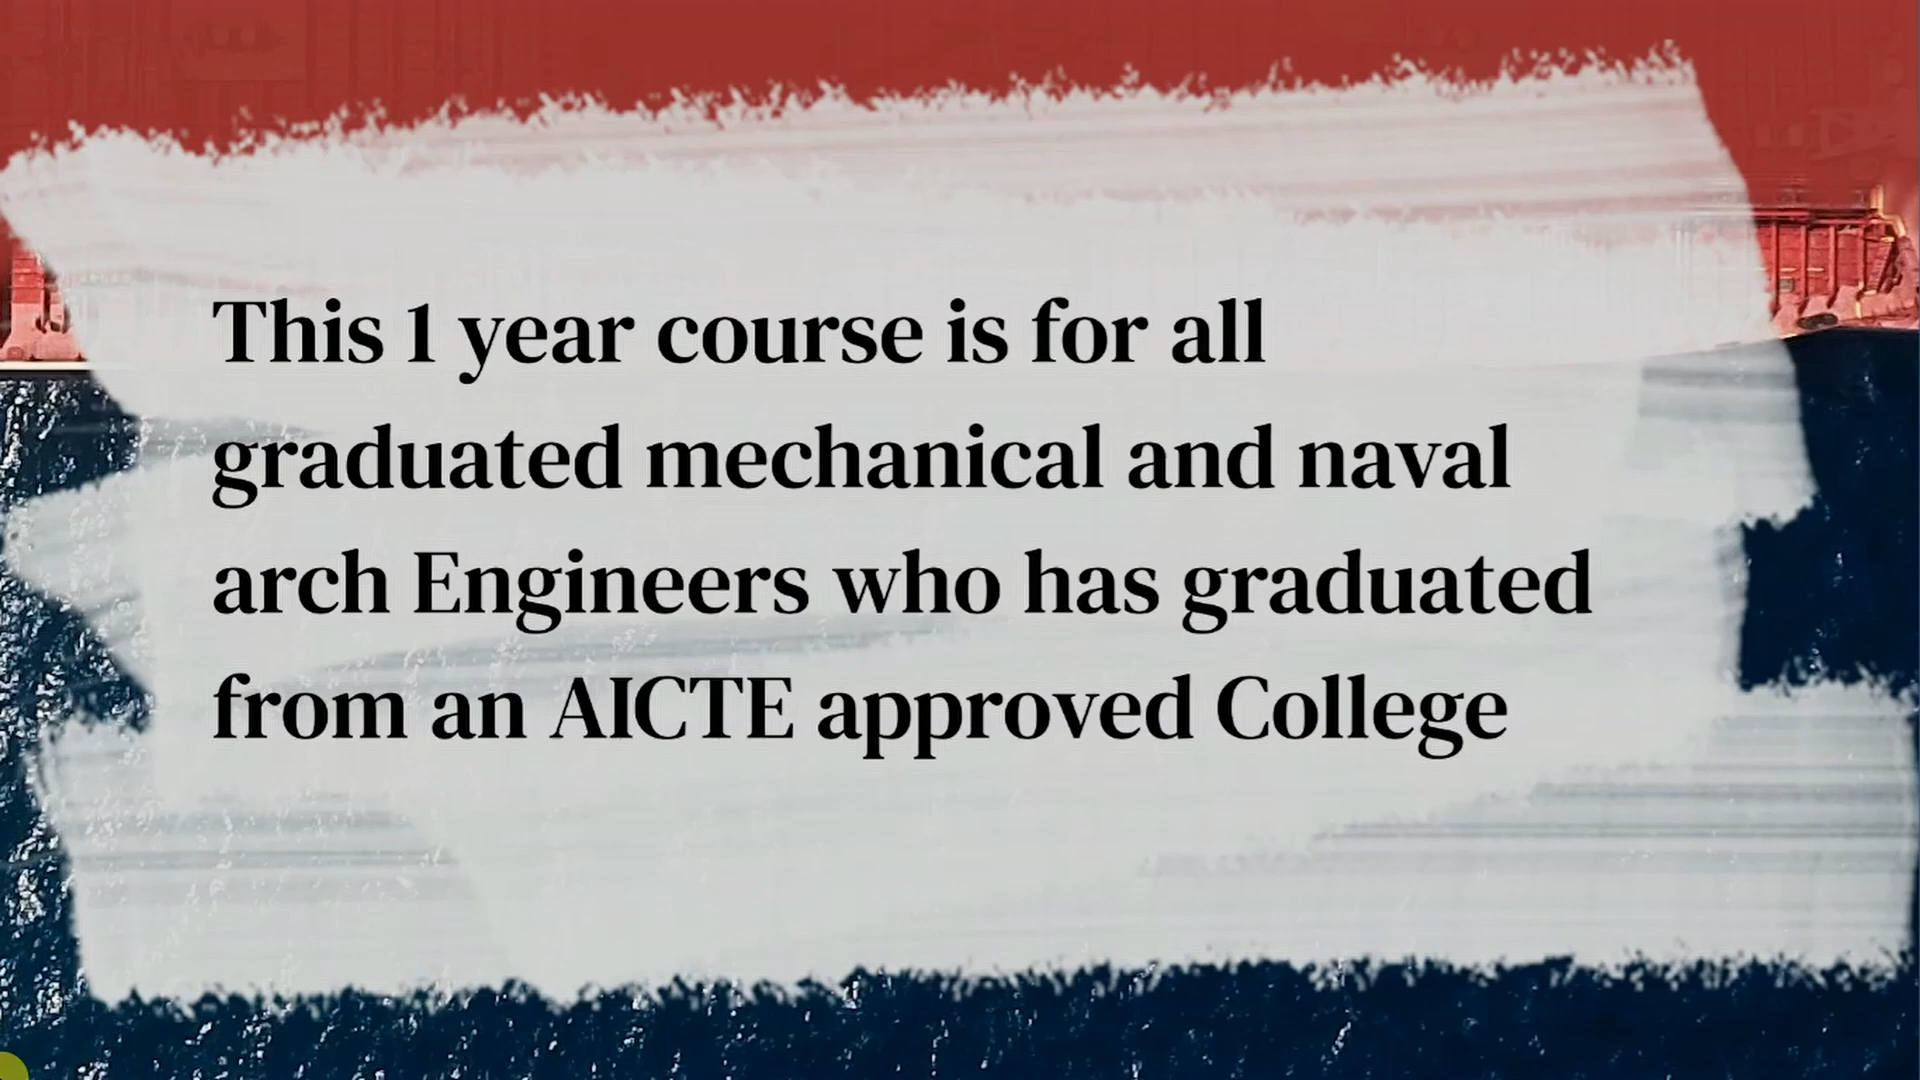 This 1 year course is for all
graduated mechanical and naval
arch Engineers who has graduated
from an AICTE approved College